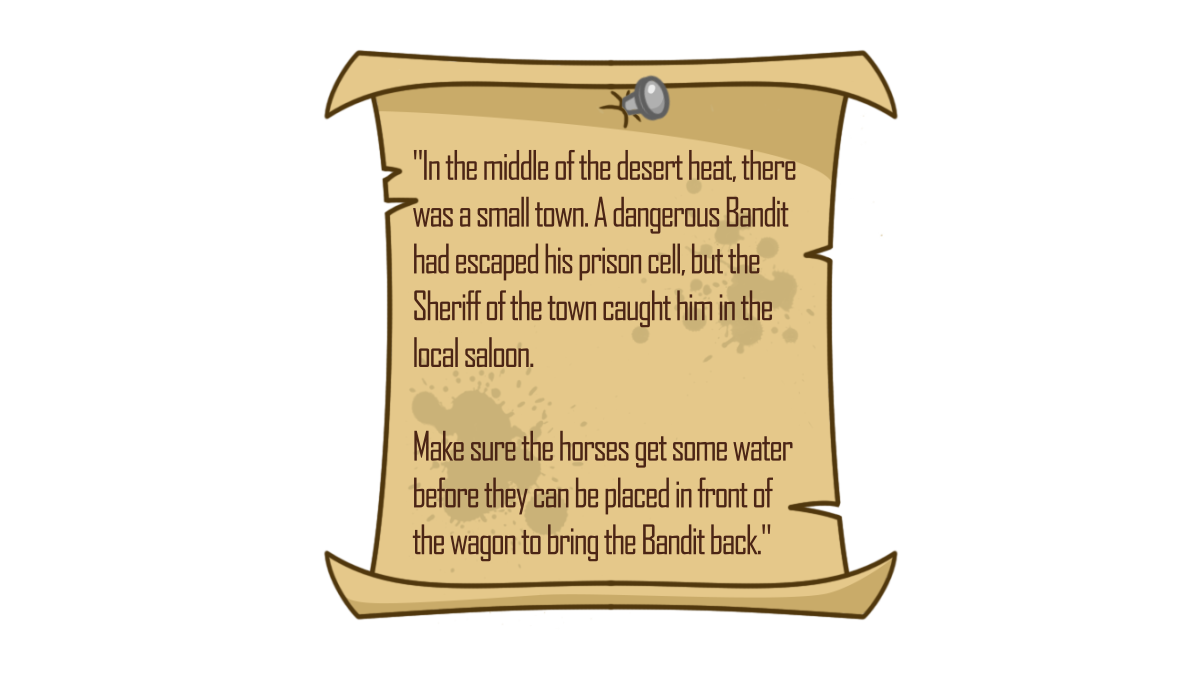 "In the middle of the desert heat, there
was a small town. A dangerous Bandit
had escaped his prison cell, but the
Sheriff of the town caught him in the
local saloon.
Make sure the horses get some water
before they can be placed in front of
the wagon to bring the Bandit back."